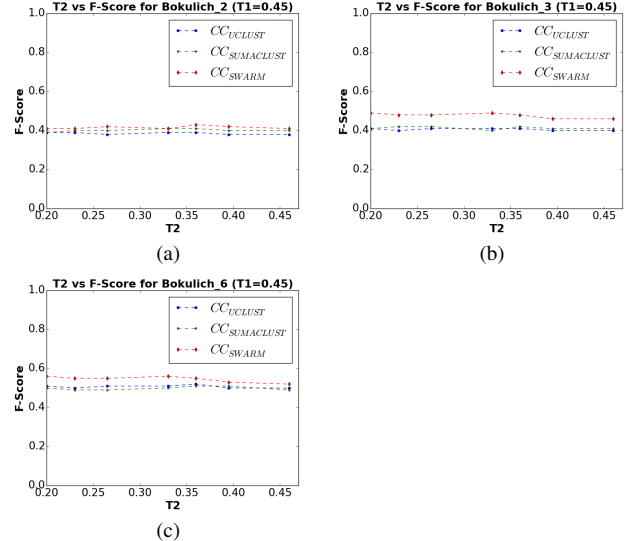 T2 vs F-Score for Bokulich_2 (T1=0.45)
1.0
0.8
0.6
0.4
0.2
0.0
F-Score
CC_UCLUST
CC_SUMACLUST
CC_SWARM
0.20 0.25 0.30 0.35 0.40 0.45
T2
(a)
T2 vs F-Score for Bokulich_3 (T1=0.45)
1.0
0.8
0.6
0.4
0.2
0.0
F-Score
CC_UCLUST
CC_SUMACLUST
CC_SWARM
0.20 0.25 0.30 0.35 0.40 0.45
T2
(b)
T2 vs F-Score for Bokulich_6 (T1=0.45)
1.0
0.8
0.6
0.4
0.2
0.0
F-Score
CC_UCLUST
CC_SUMACLUST
CC_SWARM
0.20 0.25 0.30 0.35 0.40 0.45
T2
(c)